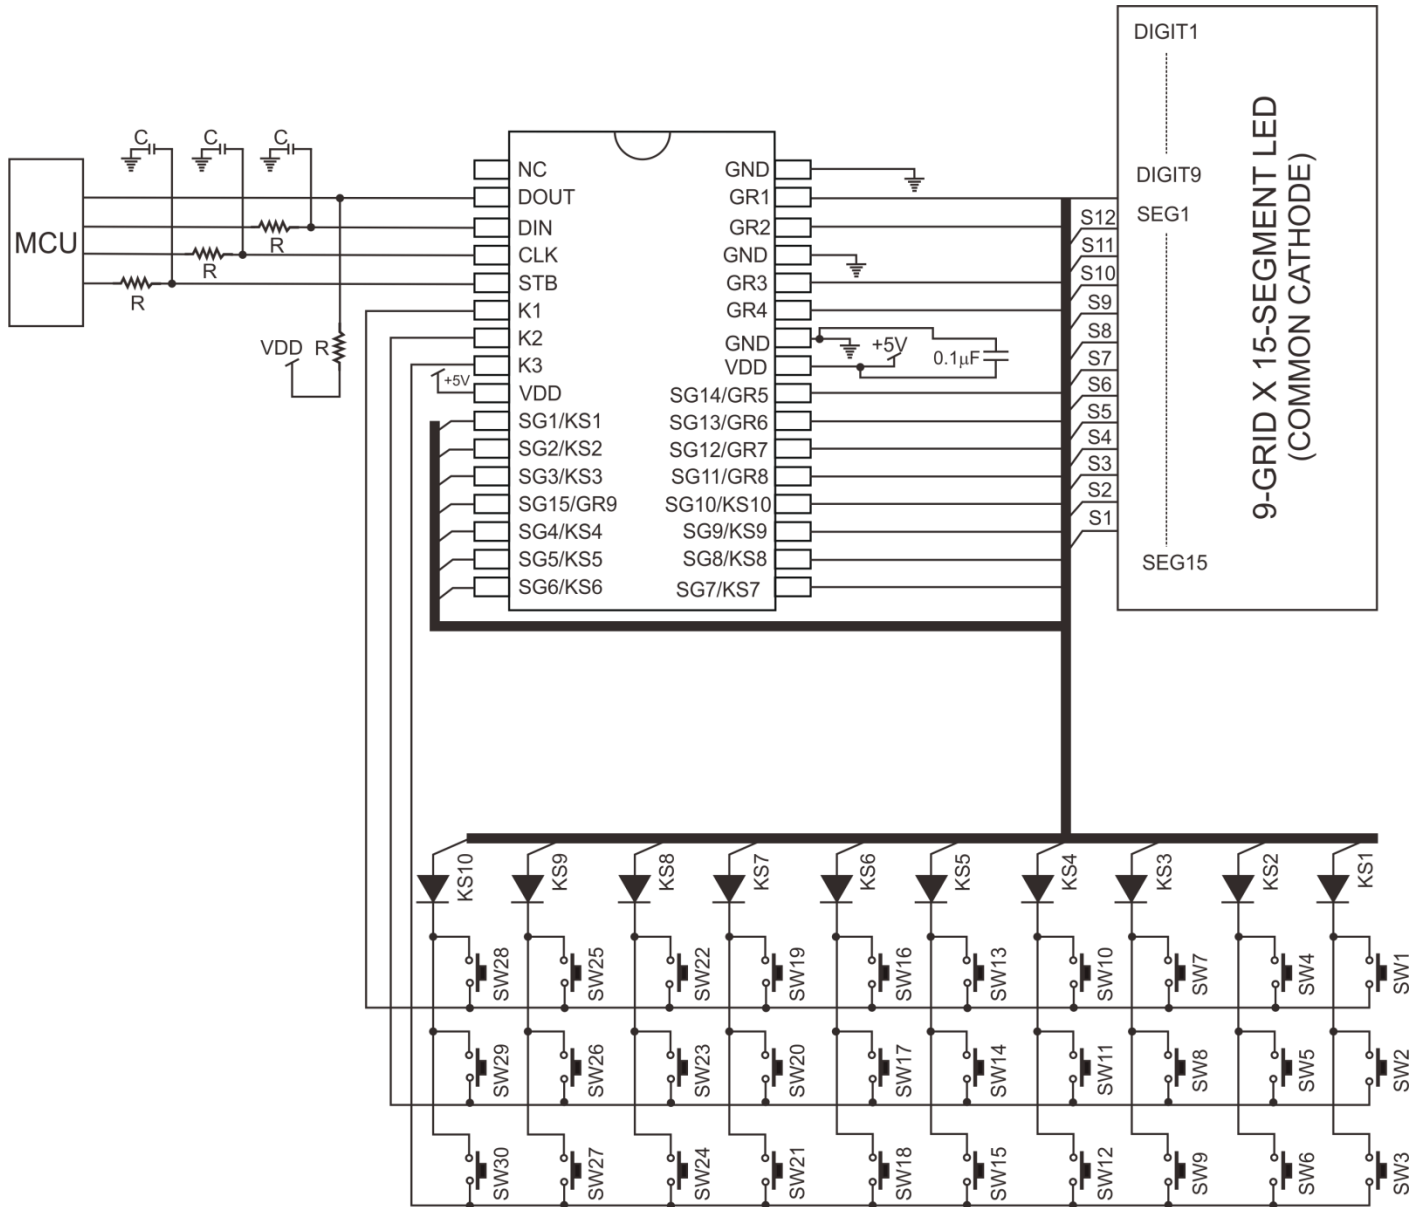 DIGIT1
DIGIT9
SEG1
SEG15
9-GRID X 15-SEGMENT LED
(COMMON CATHODE)
C
C
C
MCU
R
R
R
VDD
R
NC
DOUT
DIN
CLK
STB
K1
K2
K3
VDD
SG1/KS1
SG2/KS2
SG3/KS3
SG15/GR9
SG4/KS4
SG5/KS5
SG6/KS6
+5V
GND
GR1
GR2
GND
GR3
GR4
GND
VDD
SG14/GR5
SG13/GR6
SG12/GR7
SG11/GR8
SG10/KS10
SG9/KS9
SG8/KS8
SG7/KS7
+5V
0.1μF
S12
S11
S10
S9
S8
S7
S6
S5
S4
S3
S2
S1
KS10
KS9
KS8
KS7
KS6
KS5
KS4
KS3
KS2
KS1
SW28
SW25
SW22
SW19
SW16
SW13
SW10
SW7
SW4
SW1
SW29
SW26
SW23
SW20
SW17
SW14
SW11
SW8
SW5
SW2
SW30
SW27
SW24
SW21
SW18
SW15
SW12
SW9
SW6
SW3